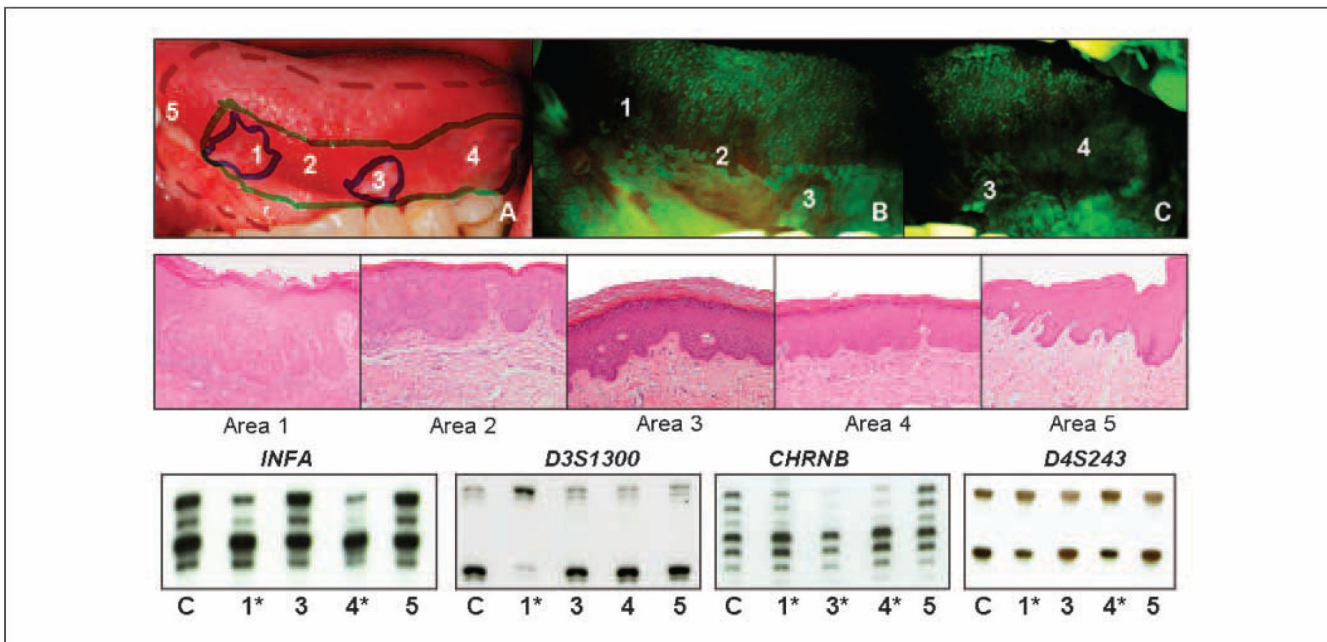 5 1 2 3 4 r A
1 2 3 B
3 4 C
Area 1 Area 2 Area 3 Area 4 Area 5
INFA D3S1300 CHRNB D4S243
C 1* 3 4* 5 C 1* 3 4 5 C 1* 3* 4* 5 C 1* 3 4* 5